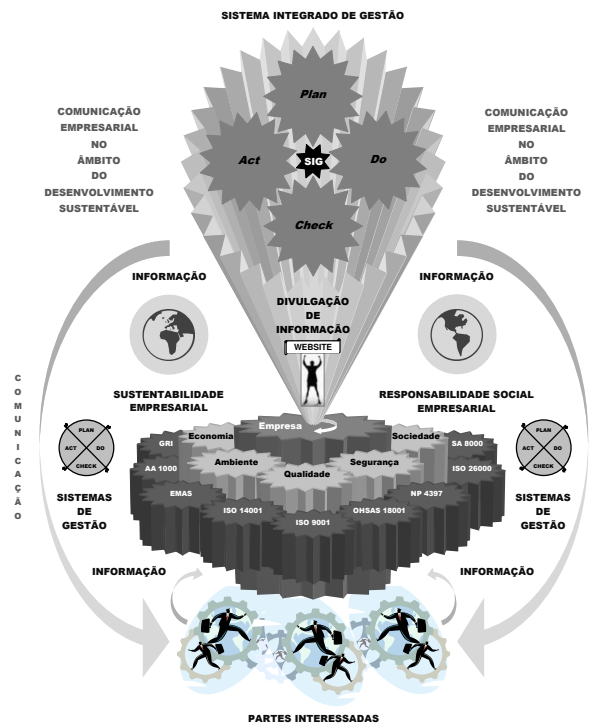 SISTEMA INTEGRADO DE GESTÃO
Plan
Act
SIG
Do
Check
COMUNICAÇÃO
EMPRESARIAL
NO
ÂMBITO
DO
DESENVOLVIMENTO
SUSTENTÁVEL
COMUNICAÇÃO
EMPRESARIAL
NO
ÂMBITO
DO
DESENVOLVIMENTO
SUSTENTÁVEL
INFORMAÇÃO
INFORMAÇÃO
DIVULGAÇÃO
DE
INFORMAÇÃO
WEBSITE
COMUNICAÇÃO
SUSTENTABILIDADE
EMPRESARIAL
RESPONSABILIDADE SOCIAL
EMPRESARIAL
PLAN
ACT
DO
CHECK
SISTEMAS
DE
GESTÃO
PLAN
ACT
DO
CHECK
SISTEMAS
DE
GESTÃO
Empresa
Economia
Sociedade
Ambiente
Segurança
Qualidade
GRI
SA 8000
AA 1000
ISO 26000
EMAS
NP 4397
ISO 14001
OHSAS 18001
ISO 9001
INFORMAÇÃO
INFORMAÇÃO
PARTES INTERESSADAS